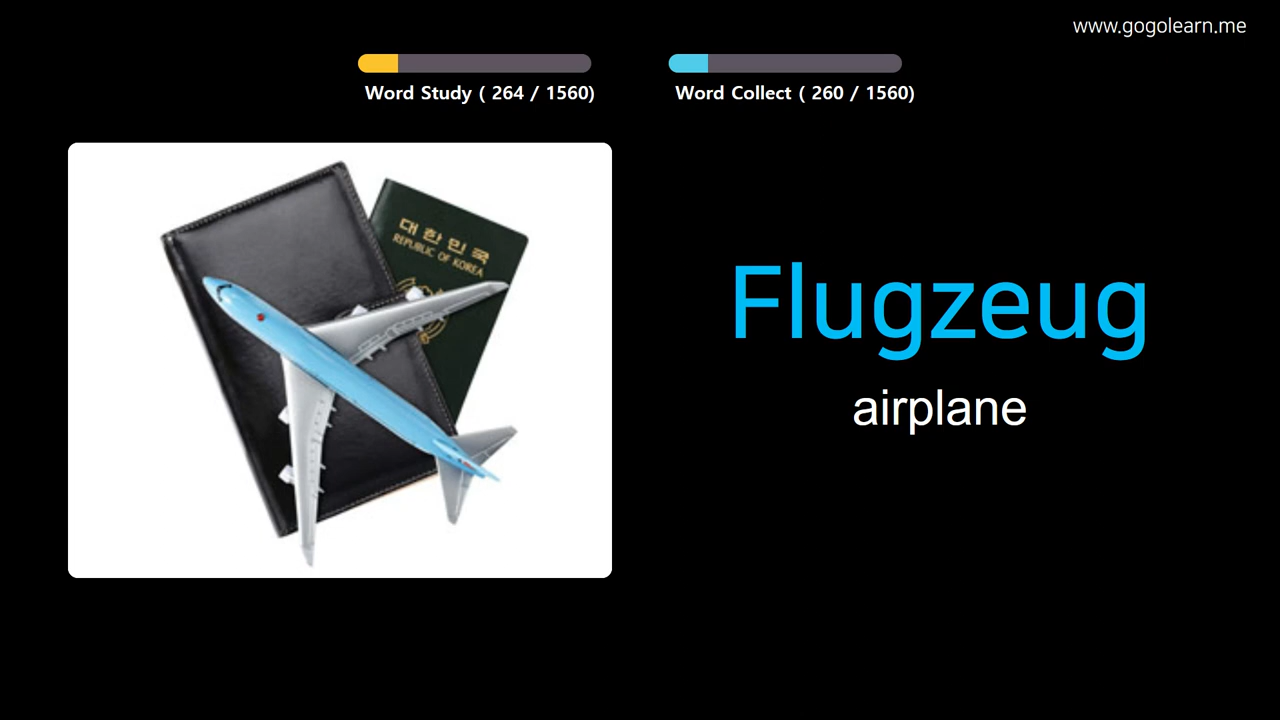 www.gogolearn.me
Word Study ( 264 / 1560)
Word Collect ( 260 / 1560)
대한민국
REPUBLIC OF KOREA
Flugzeug
airplane